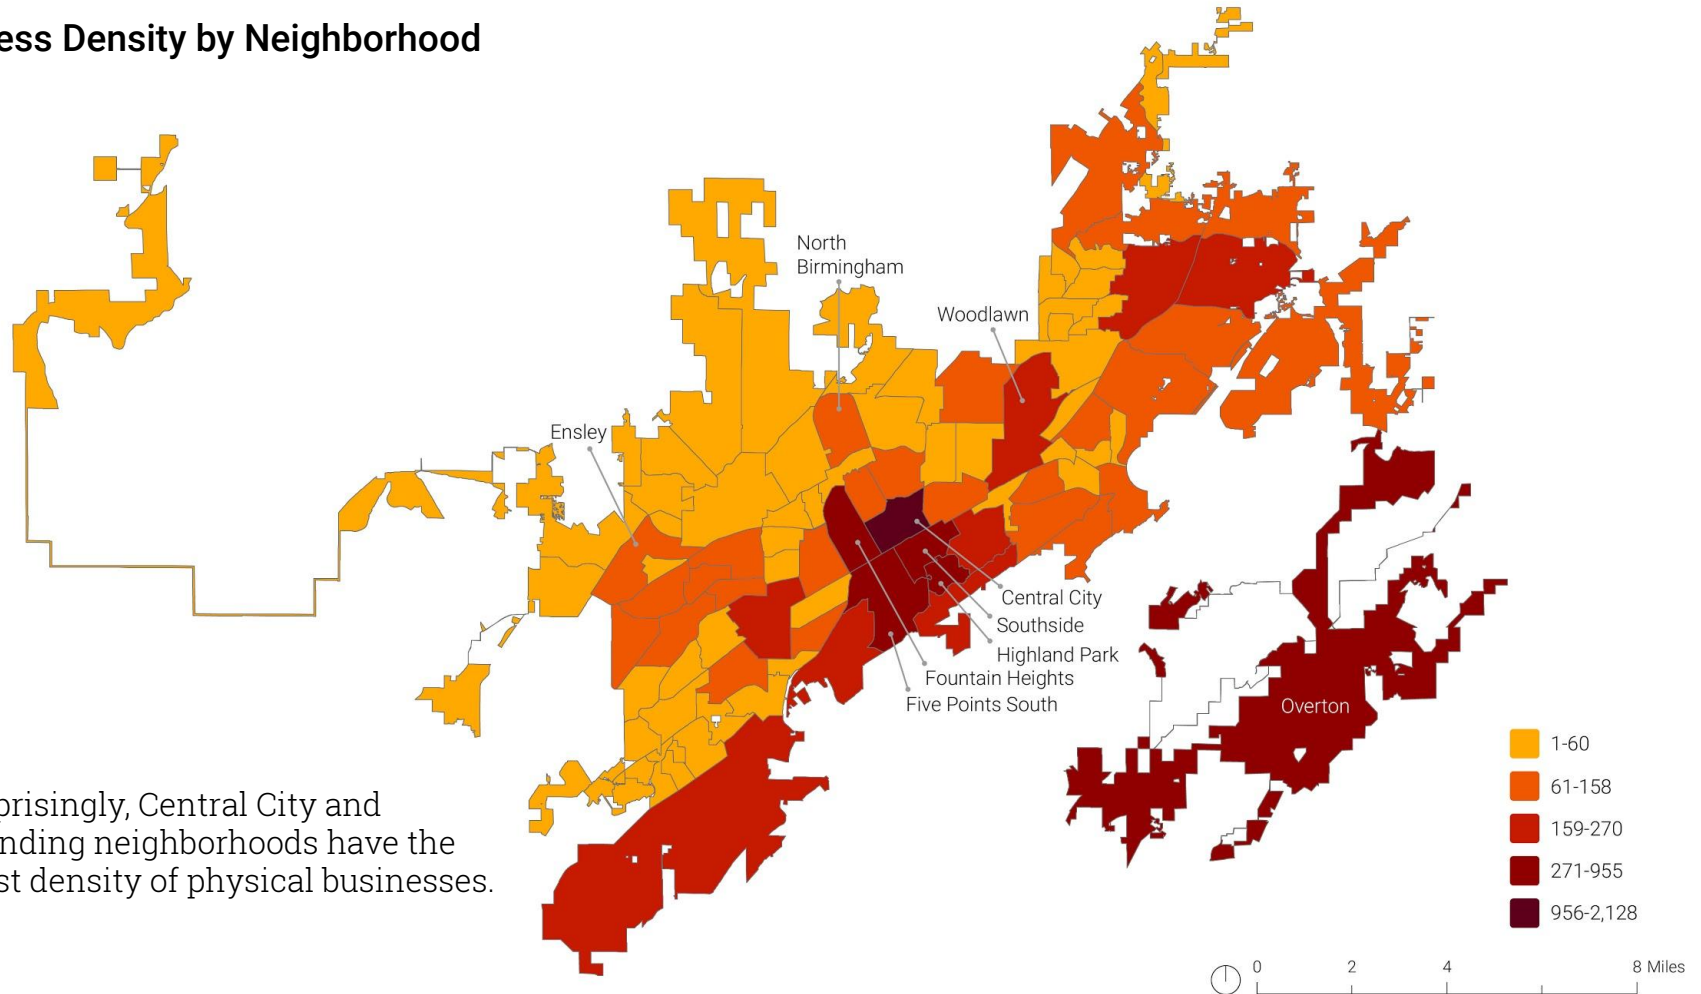 ess Density by Neighborhood
North
Birmingham
Woodlawn
Ensley
Central City
Southside
Highland Park
Fountain Heights
Five Points South
Overton
1-60
61-158
159-270
271-955
956-2,128
prisingly, Central City and
nding neighborhoods have the
st density of physical businesses.
0 2 4 8 Miles